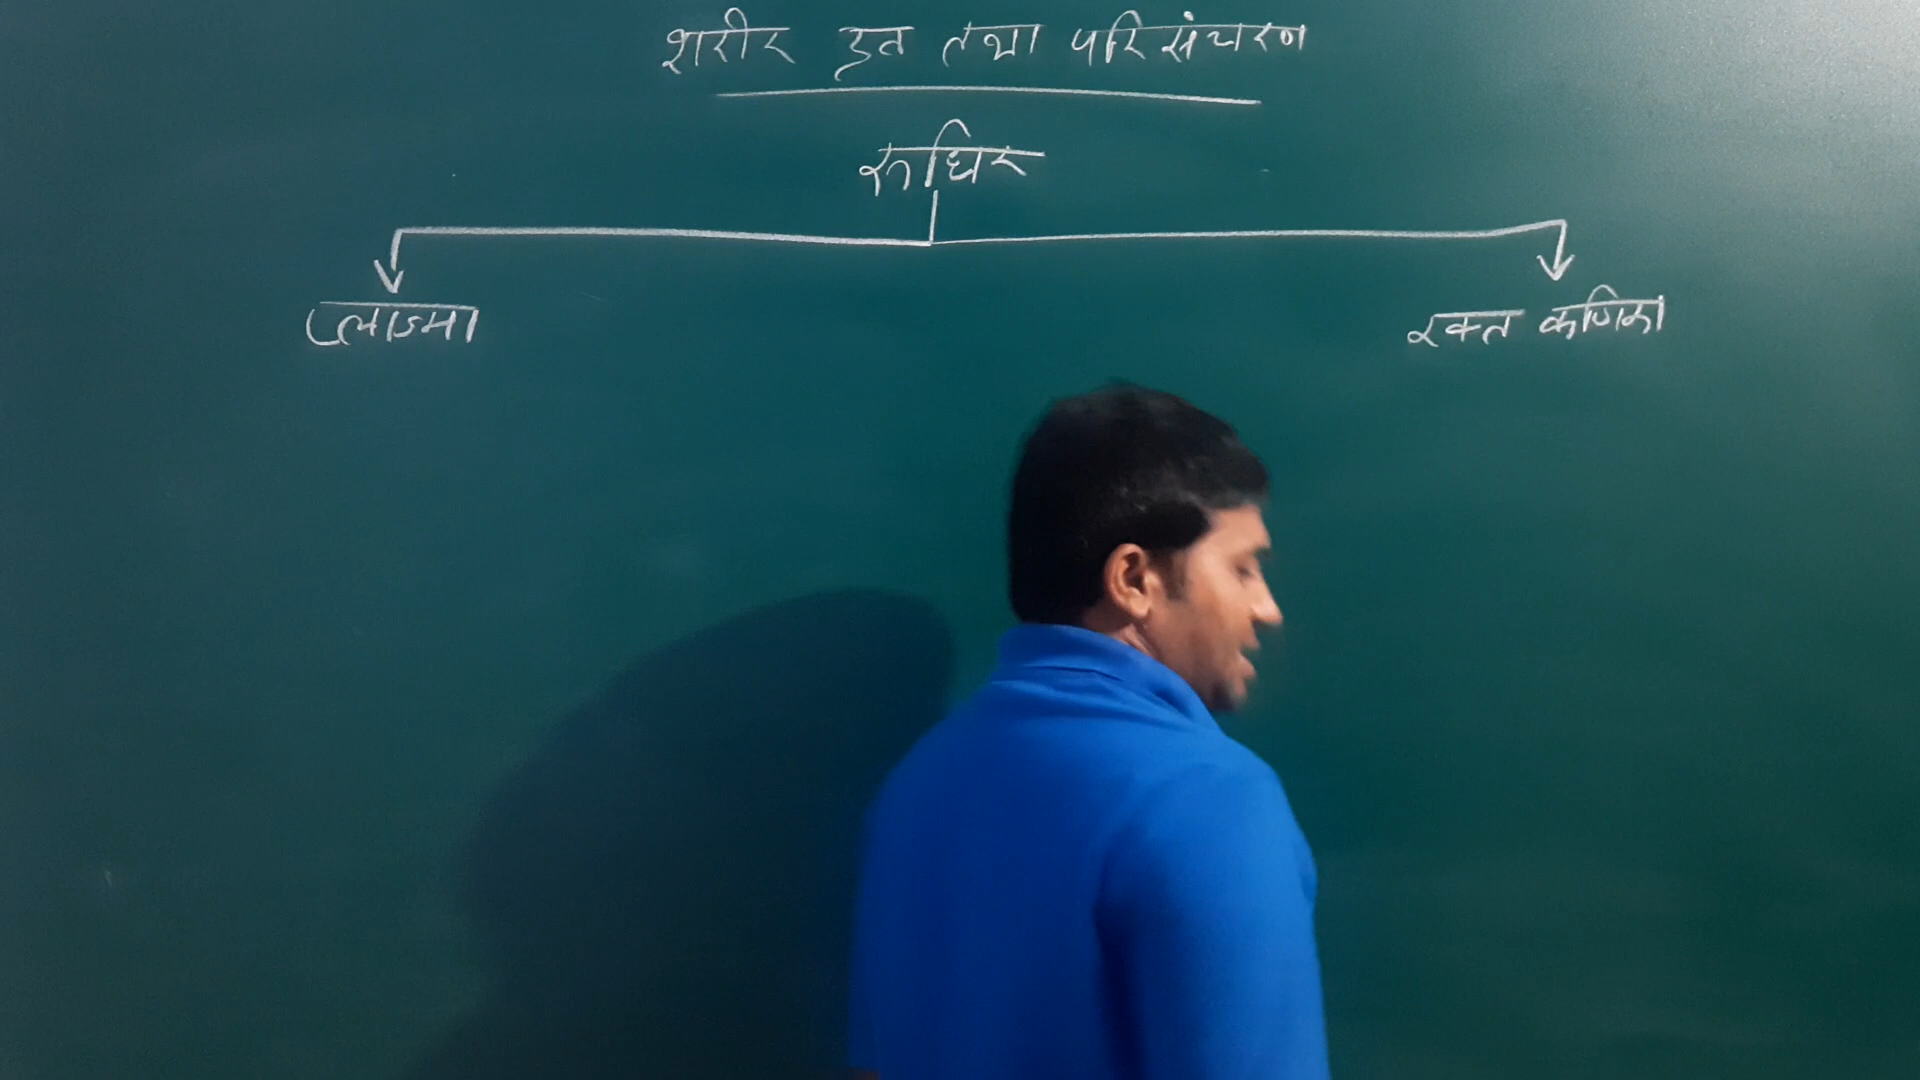 शरीर द्रव तथा परिसंचरण
रुधिर
प्लाज्मा
रक्त कणिका